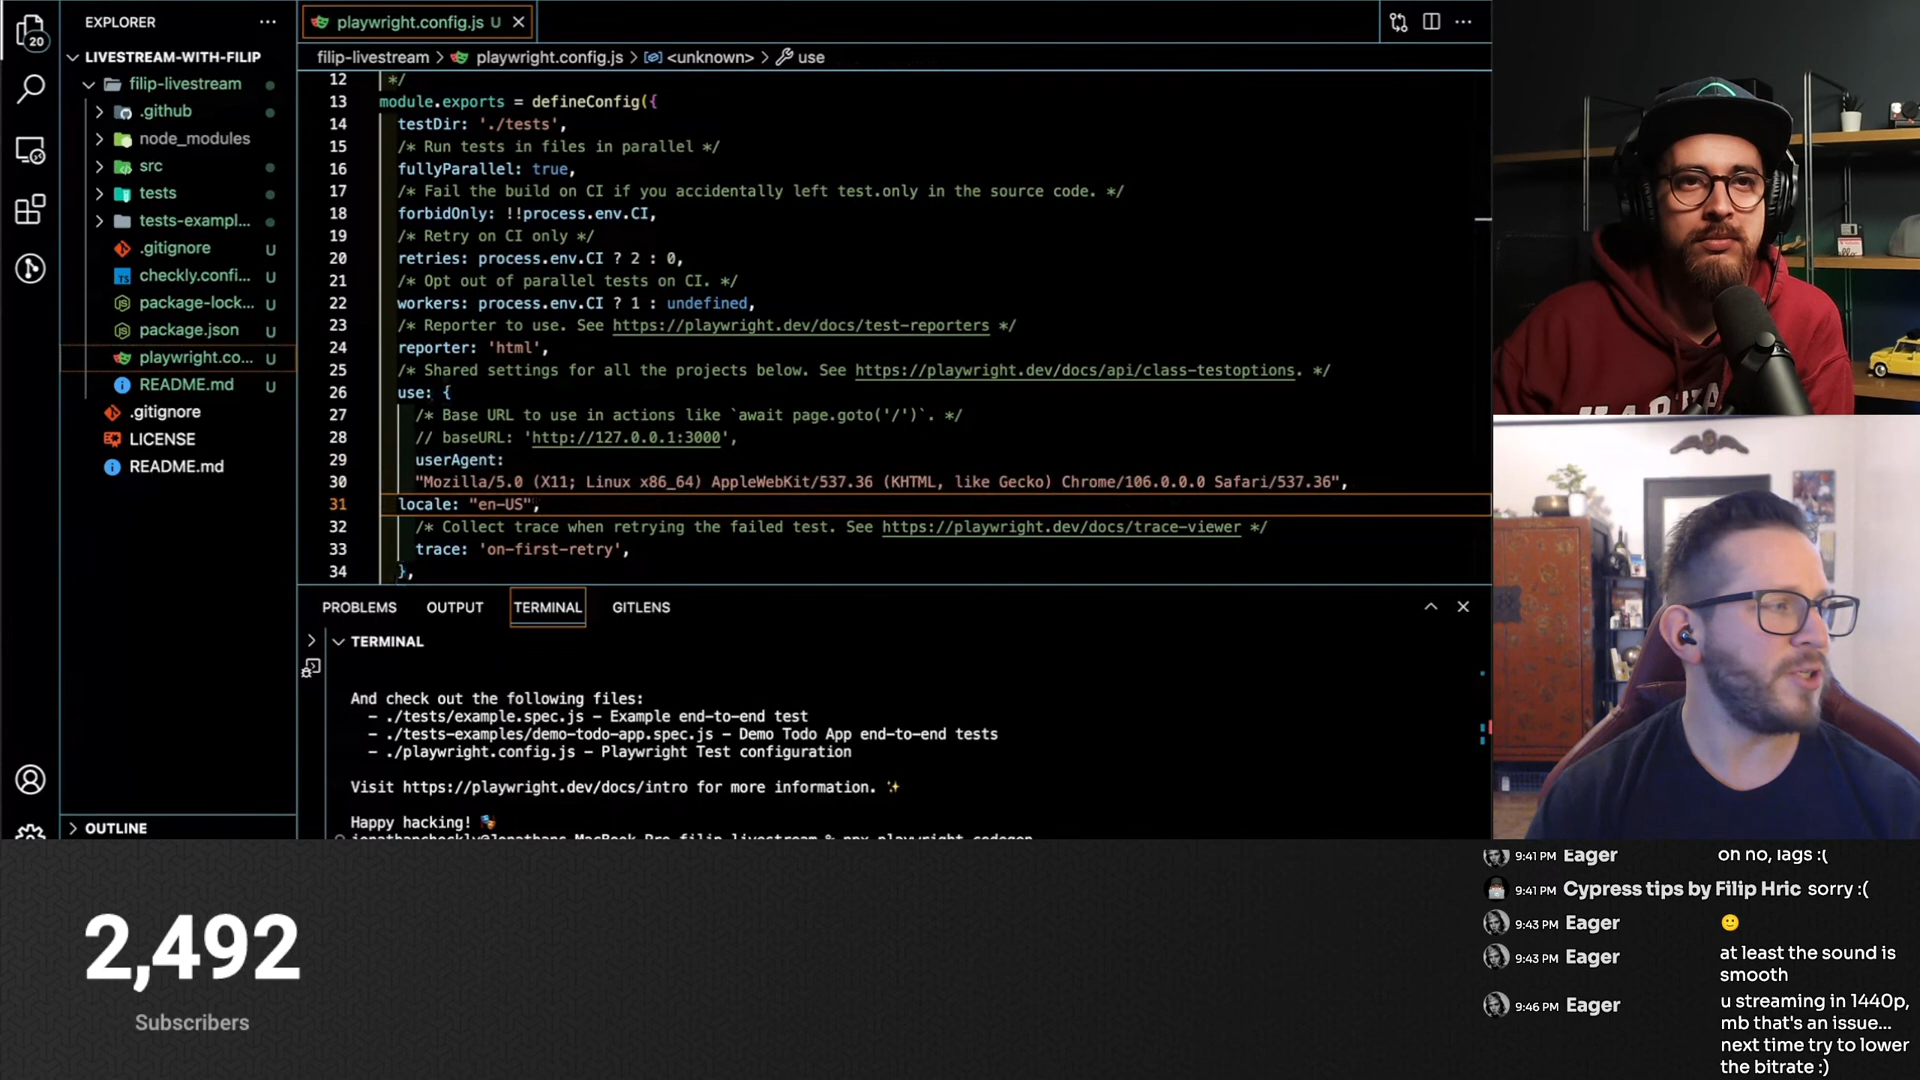 20
EXPLORER
LIVESTREAM-WITH-FILIP
filip-livestream
.github
node_modules
src
tests
tests-exampl...
.gitignore U
checkly.confi... U
package-lock... U
package.json U
playwright.co... U
README.md U
.gitignore
LICENSE
README.md
OUTLINE
playwright.config.js U
filip-livestream > playwright.config.js > <unknown> > use
12 */
13 module.exports = defineConfig({
14 testDir: './tests',
15 /* Run tests in files in parallel */
16 fullyParallel: true,
17 /* Fail the build on CI if you accidentally left test.only in the source code. */
18 forbidOnly: !!process.env.CI,
19 /* Retry on CI only */
20 retries: process.env.CI ? 2 : 0,
21 /* Opt out of parallel tests on CI. */
22 workers: process.env.CI ? 1 : undefined,
23 /* Reporter to use. See https://playwright.dev/docs/test-reporters */
24 reporter: 'html',
25 /* Shared settings for all the projects below. See https://playwright.dev/docs/api/class-testoptions. */
26 use: {
27 /* Base URL to use in actions like `await page.goto('/')`. */
28 // baseURL: 'http://127.0.0.1:3000',
29 userAgent:
30 "Mozilla/5.0 (X11; Linux x86_64) AppleWebKit/537.36 (KHTML, like Gecko) Chrome/106.0.0.0 Safari/537.36",
31 locale: "en-US",
32 /* Collect trace when retrying the failed test. See https://playwright.dev/docs/trace-viewer */
33 trace: 'on-first-retry',
34 },
PROBLEMS OUTPUT TERMINAL GITLENS
TERMINAL
And check out the following files:
- ./tests/example.spec.js - Example end-to-end test
- ./tests-examples/demo-todo-app.spec.js - Demo Todo App end-to-end tests
- ./playwright.config.js - Playwright Test configuration
Visit https://playwright.dev/docs/intro for more information. ✨
Happy hacking! 🎭
2,492
Subscribers
9:41 PM Eager oh no, lags :(
9:41 PM Cypress tips by Filip Hric sorry :(
9:43 PM Eager 🙂
9:43 PM Eager at least the sound is
smooth
9:46 PM Eager u streaming in 1440p,
mb that's an issue...
next time try to lower
the bitrate :)